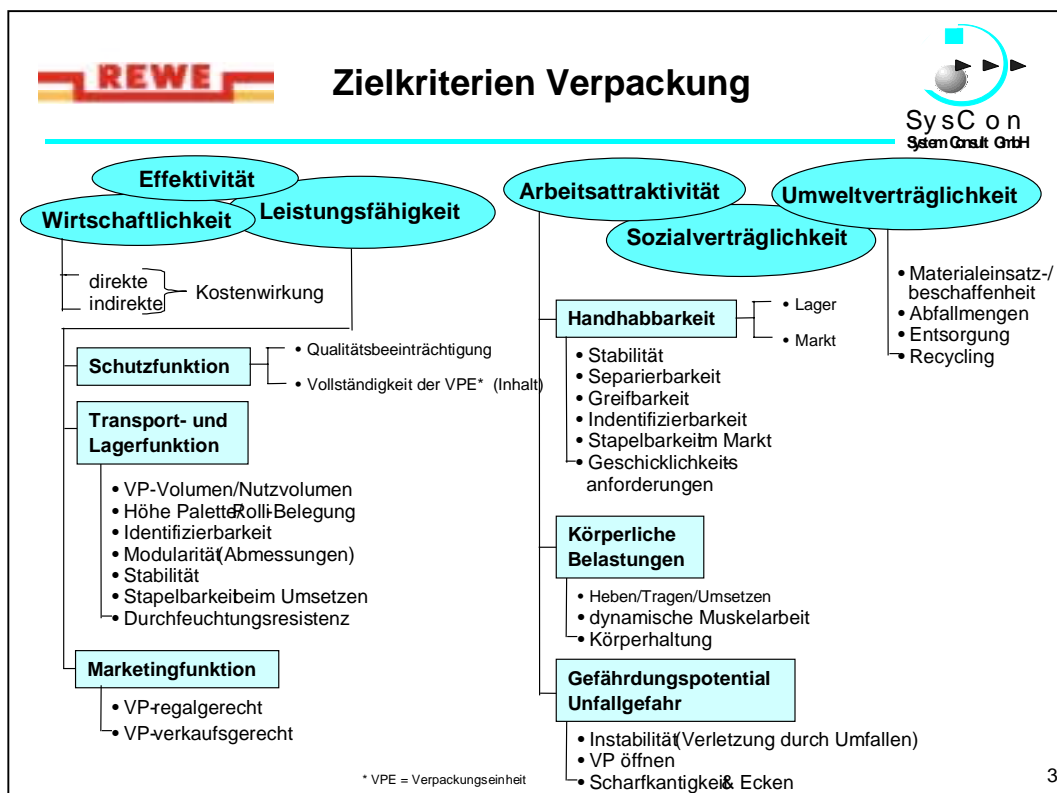 REWE
Zielkriterien Verpackung
SysCon
System Consult GmbH
Effektivität
Wirtschaftlichkeit
Leistungsfähigkeit
direkte
indirekte
Kostenwirkung
Schutzfunktion
• Qualitätsbeeinträchtigung
• Vollständigkeit der VPE* (Inhalt)
Transport- und
Lagerfunktion
• VP-Volumen/Nutzvolumen
• Höhe Palette/Rolli-Belegung
• Identifizierbarkeit
• Modularität(Abmessungen)
• Stabilität
• Stapelbarkeit beim Umsetzen
• Durchfeuchtungsresistenz
Marketingfunktion
• VP-regalgerecht
• VP-verkaufsgerecht
Arbeitsattraktivität
Sozialverträglichkeit
Umweltverträglichkeit
Handhabbarkeit
• Lager
• Markt
• Stabilität
• Separierbarkeit
• Greifbarkeit
• Indentifizierbarkeit
• Stapelbarkeit im Markt
• Geschicklichkeits-
anforderungen
Körperliche
Belastungen
• Heben/Tragen/Umsetzen
• dynamische Muskelarbeit
• Körperhaltung
Gefährdungspotential
Unfallgefahr
• Instabilität(Verletzung durch Umfallen)
• VP öffnen
• Scharfkantigkeit & Ecken
• Materialeinsatz-/
beschaffenheit
• Abfallmengen
• Entsorgung
• Recycling
* VPE = Verpackungseinheit
3